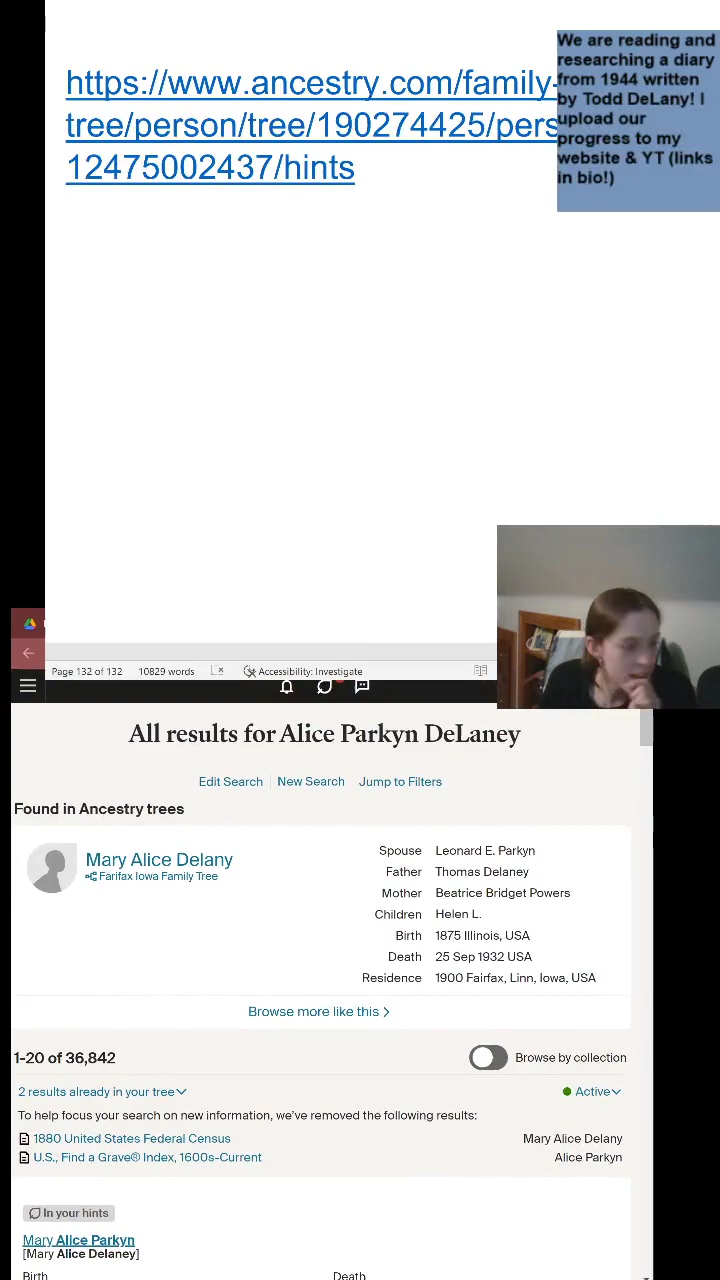 https://www.ancestry.com/family-
tree/person/tree/190274425/pers
12475002437/hints
We are reading and
researching a diary
from 1944 written
by Todd DeLany! I
upload our
progress to my
website & YT (links
in bio!)
Page 132 of 132 10829 words Accessibility: Investigate
All results for Alice Parkyn DeLaney
Edit Search New Search Jump to Filters
Found in Ancestry trees
Mary Alice Delany
Farifax Iowa Family Tree
Spouse Leonard E. Parkyn
Father Thomas Delaney
Mother Beatrice Bridget Powers
Children Helen L.
Birth 1875 Illinois, USA
Death 25 Sep 1932 USA
Residence 1900 Fairfax, Linn, Iowa, USA
Browse more like this >
1-20 of 36,842
Browse by collection
2 results already in your tree
Active
To help focus your search on new information, we've removed the following results:
1880 United States Federal Census Mary Alice Delany
U.S., Find a Grave® Index, 1600s-Current Alice Parkyn
In your hints
Mary Alice Parkyn
[Mary Alice Delaney]
Birth Death